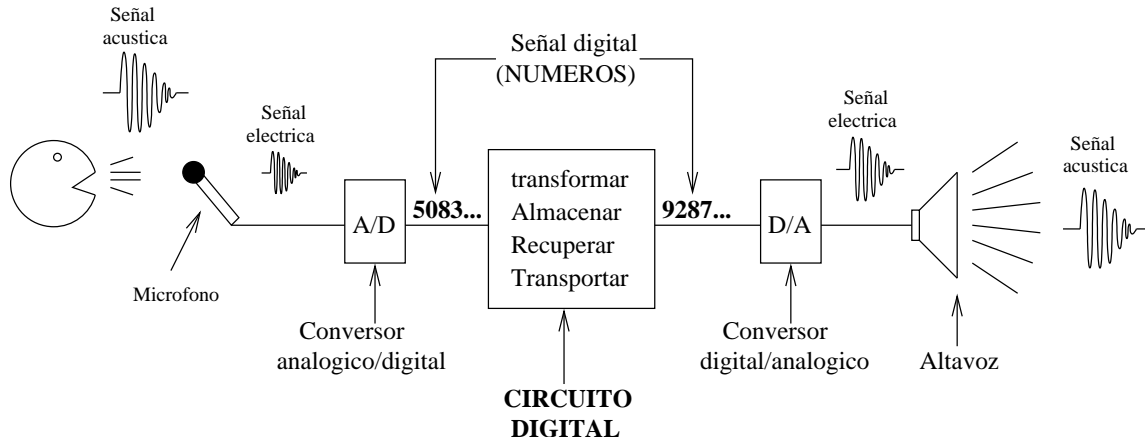 Señal
acustica
Señal
electrica
Microfono
A/D
Conversor
analogico/digital
Señal digital
(NUMEROS)
5083...
transformar
Almacenar
Recuperar
Transportar
CIRCUITO
DIGITAL
9287...
D/A
Conversor
digital/analogico
Señal
electrica
Altavoz
Señal
acustica